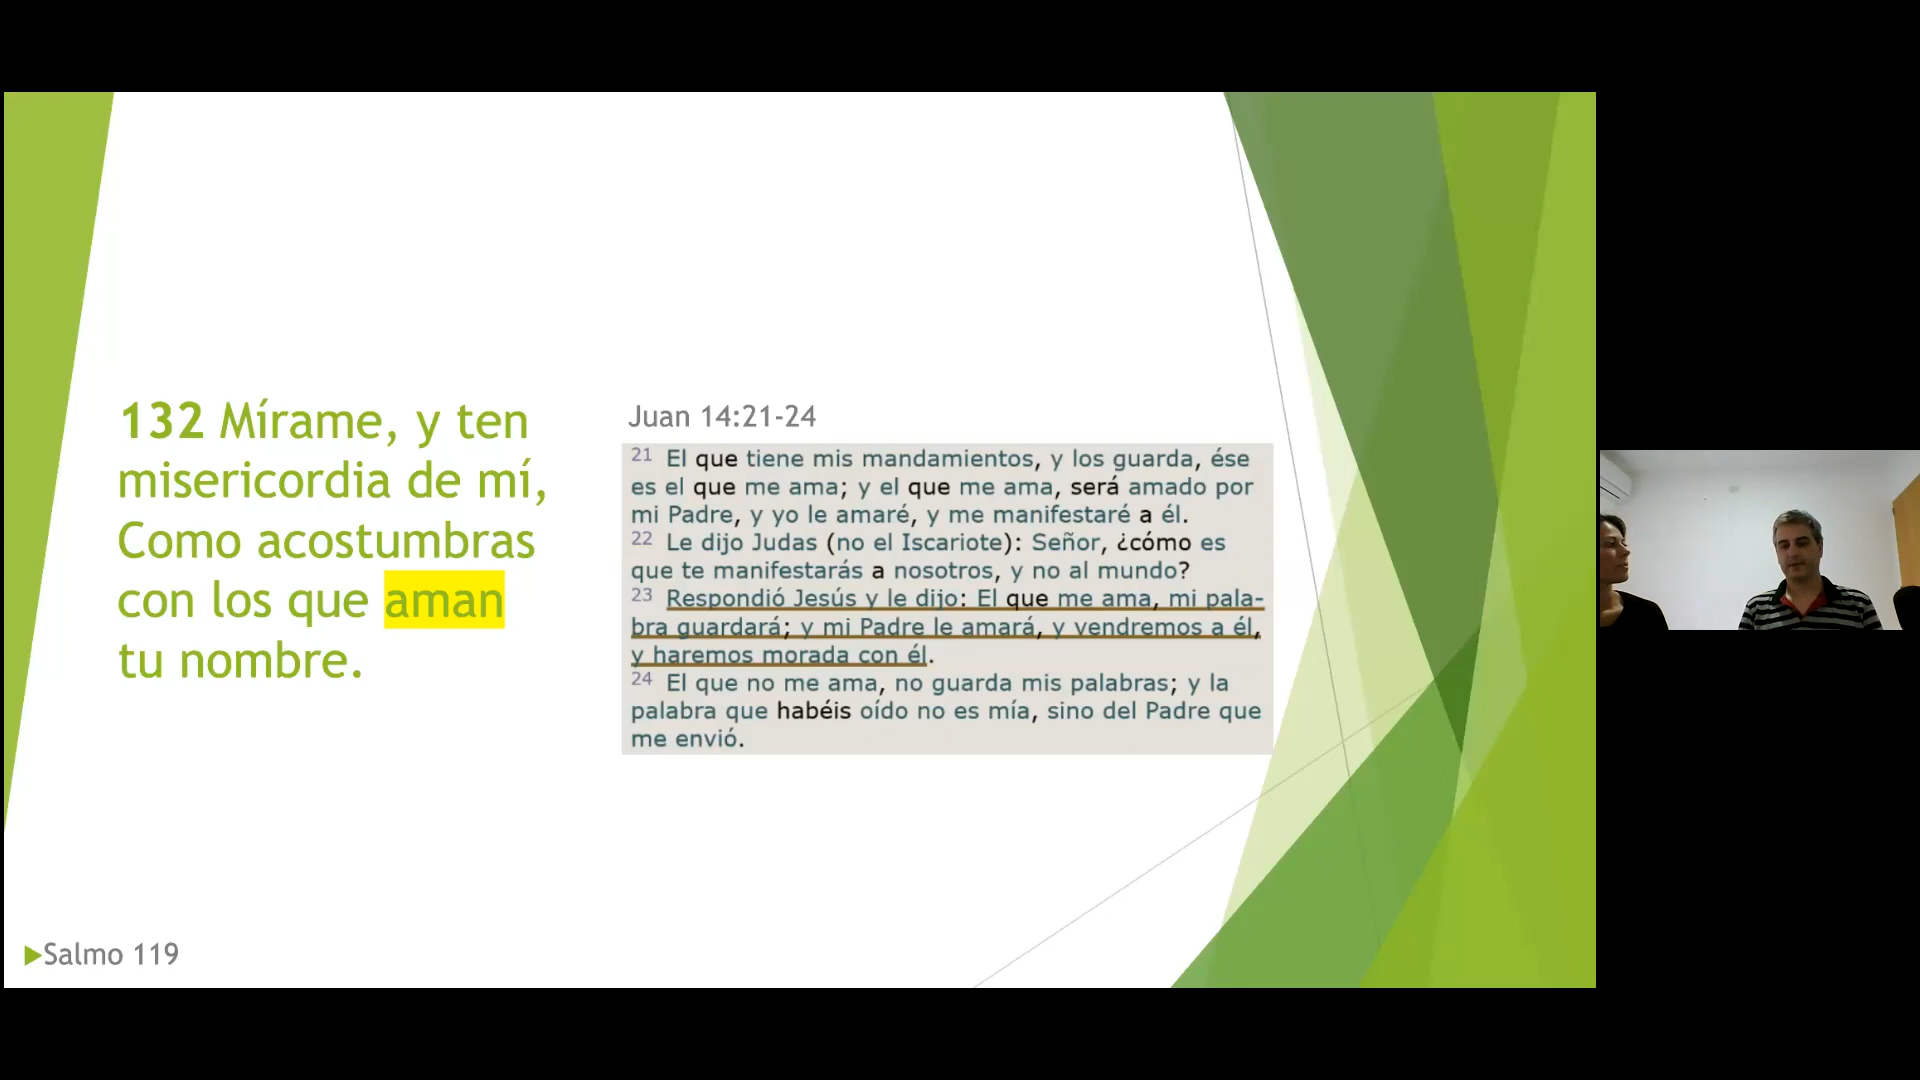 132 Mírame, y ten
misericordia de mí,
Como acostumbras
con los que aman
tu nombre.
Juan 14:21-24
21 El que tiene mis mandamientos, y los guarda, ése
es el que me ama; y el que me ama, será amado por
mi Padre, y yo le amaré, y me manifestaré a él.
22 Le dijo Judas (no el Iscariote): Señor, ¿cómo es
que te manifestarás a nosotros, y no al mundo?
23 Respondió Jesús y le dijo: El que me ama, mi pala-
bra guardará; y mi Padre le amará, y vendremos a él,
y haremos morada con él.
24 El que no me ama, no guarda mis palabras; y la
palabra que habéis oído no es mía, sino del Padre que
me envió.
Salmo 119